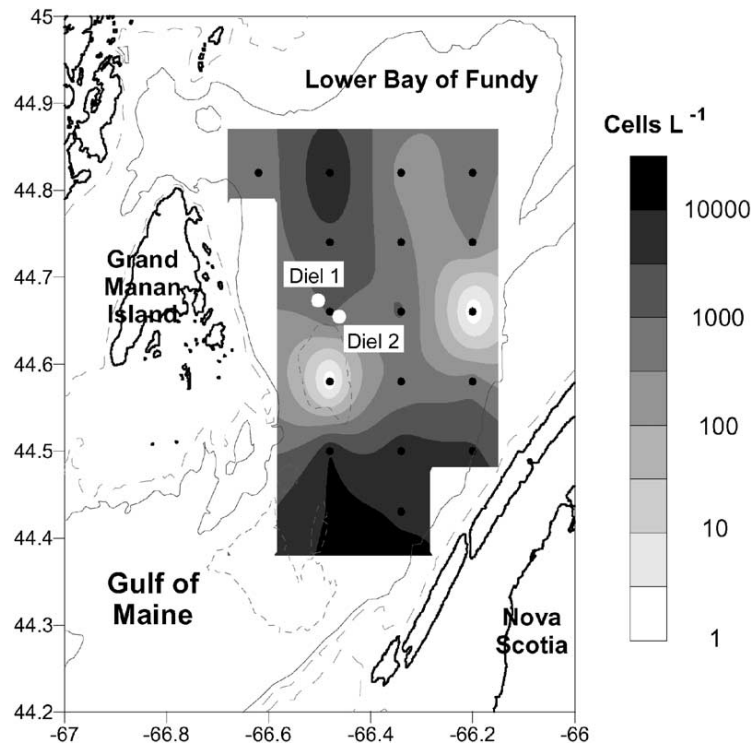 45
44.9
44.8
44.7
44.6
44.5
44.4
44.3
44.2
-67
-66.8
-66.6
-66.4
-66.2
-66
Lower Bay of Fundy
Grand
Manan
Island
Diel 1
Diel 2
Gulf of
Maine
Nova
Scotia
Cells L⁻¹
10000
1000
100
10
1